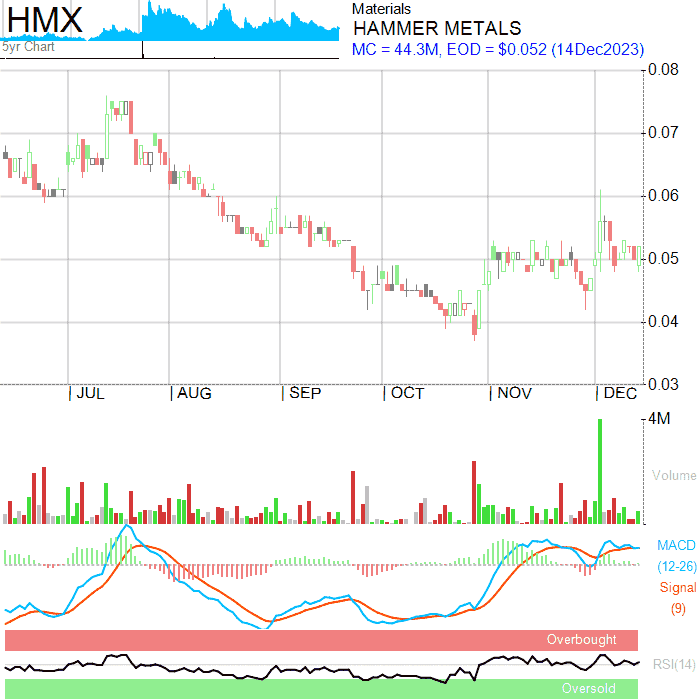 HMX
5yr Chart
Materials
HAMMER METALS
MC = 44.3M, EOD = $0.052 (14Dec2023)
0.08
0.07
0.06
0.05
0.04
0.03
JUL
AUG
SEP
OCT
NOV
DEC
4M
Volume
MACD
(12-26)
Signal
(9)
Overbought
RSI(14)
Oversold